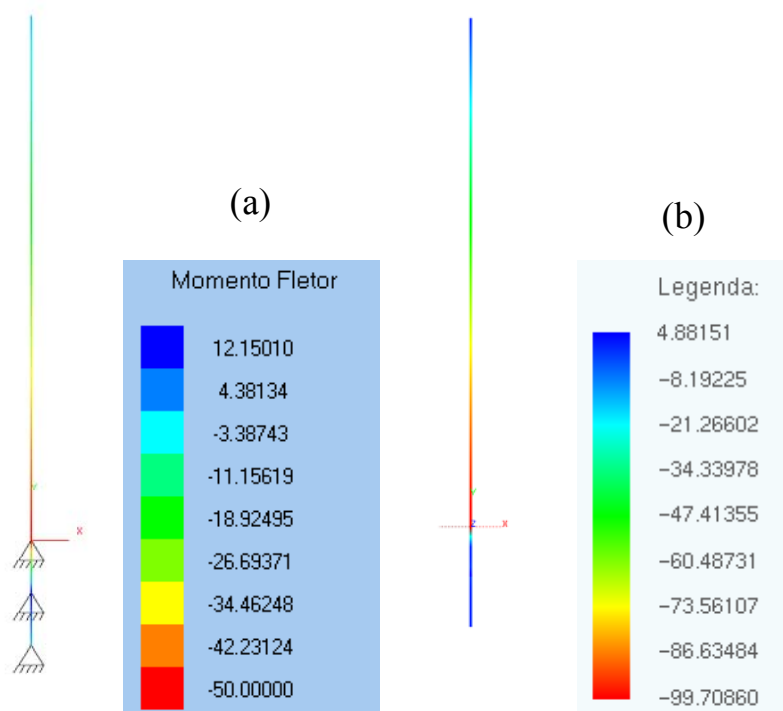 (a)
(b)
Momento Fletor
12.15010
4.38134
-3.38743
-11.15619
-18.92495
-26.69371
-34.46248
-42.23124
-50.00000
Legenda:
4.88151
-8.19225
-21.26602
-34.33978
-47.41355
-60.48731
-73.56107
-86.63484
-99.70860
Y
X
Y
Z
X